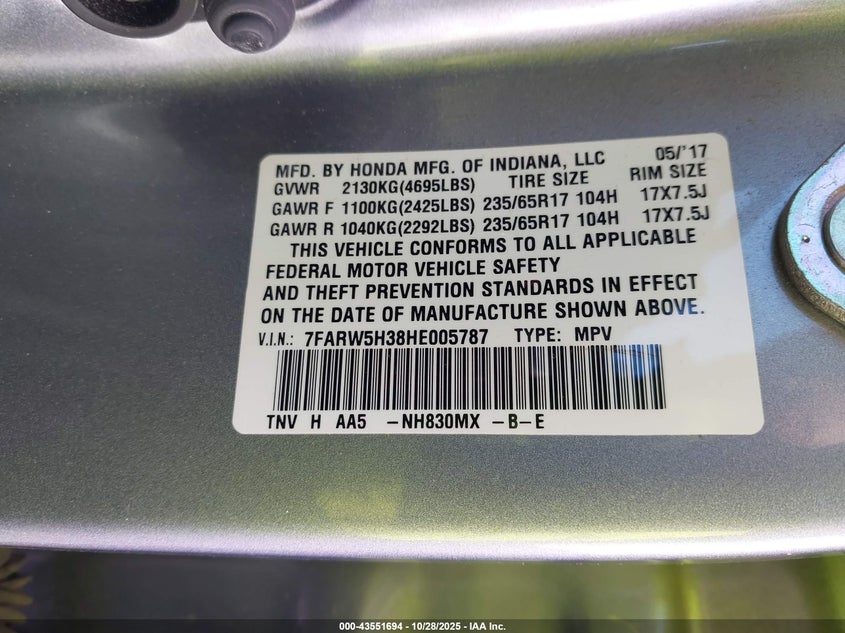 MFD. BY HONDA MFG. OF INDIANA, LLC 05/'17
GVWR 2130KG(4695LBS) TIRE SIZE RIM SIZE
GAWR F 1100KG(2425LBS) 235/65R17 104H 17X7.5J
GAWR R 1040KG(2292LBS) 235/65R17 104H 17X7.5J
THIS VEHICLE CONFORMS TO ALL APPLICABLE
FEDERAL MOTOR VEHICLE SAFETY
AND THEFT PREVENTION STANDARDS IN EFFECT
ON THE DATE OF MANUFACTURE SHOWN ABOVE.
V.I.N.: 7FARW5H38HE005787 TYPE: MPV
TNV H AA5 -NH830MX -B-E
000-43551694 | 10/28/2025 - IAA Inc.